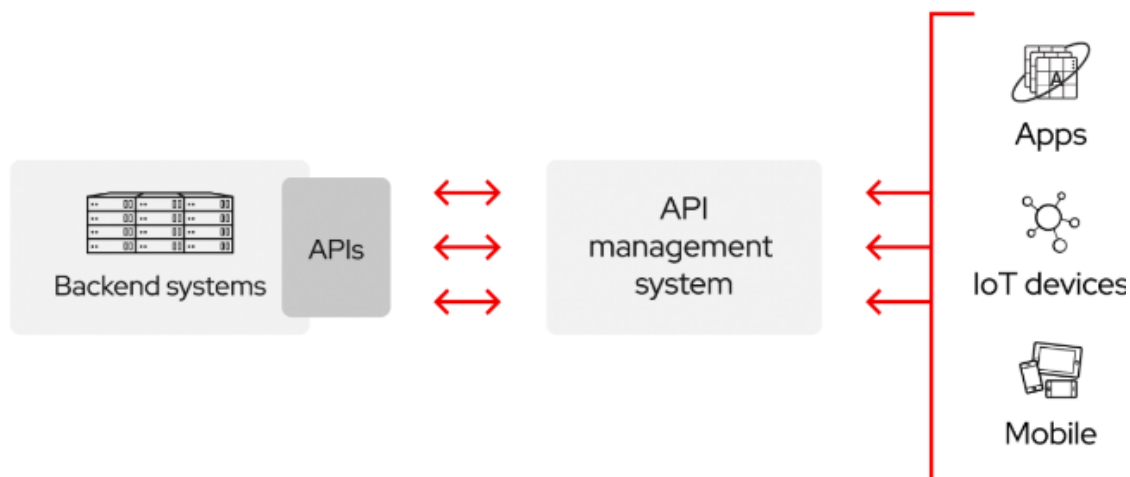 Backend systems
APIs
API
management
system
A
Apps
IoT devices
Mobile